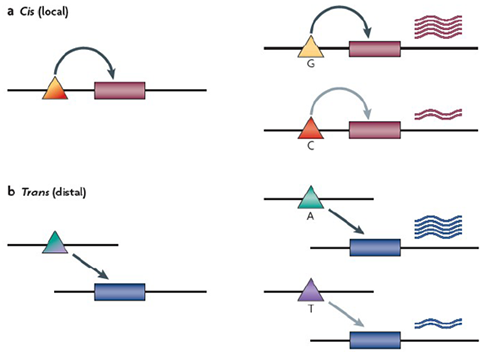 a Cis (local)
G
C
b Trans (distal)
A
T